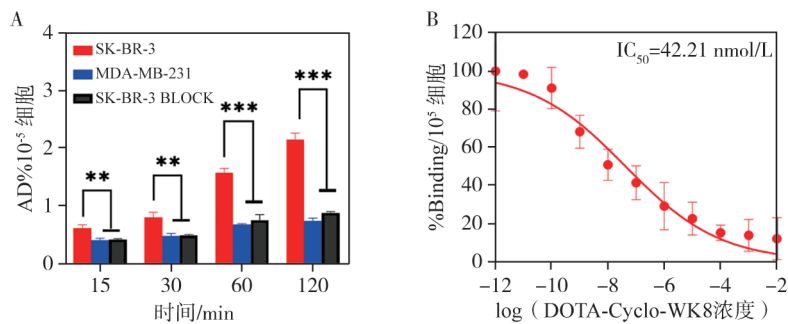 A
SK-BR-3
MDA-MB-231
SK-BR-3 BLOCK
AD%10⁻⁵ 细胞
4
3
2
1
0
**
**
***
***
15
30
60
120
时间/min
B
IC₅₀=42.21 nmol/L
%Binding/10⁵ 细胞
120
100
80
60
40
20
0
−12
−10
−8
−6
−4
−2
log（DOTA-Cyclo-WK8浓度）